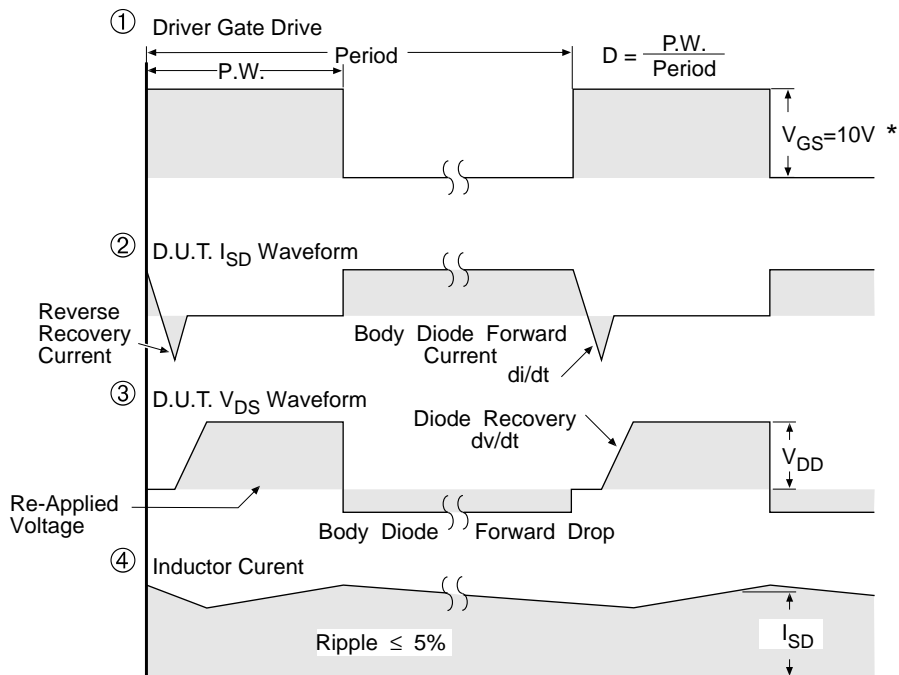 ① Driver Gate Drive
Period
P.W.
D = P.W.
Period
VGS=10V *
② D.U.T. ISD Waveform
Reverse
Recovery
Current
Body Diode Forward
Current
di/dt
③ D.U.T. VDS Waveform
Diode Recovery
dv/dt
VDD
Re-Applied
Voltage
Body Diode Forward Drop
④ Inductor Curent
Ripple ≤ 5%
ISD